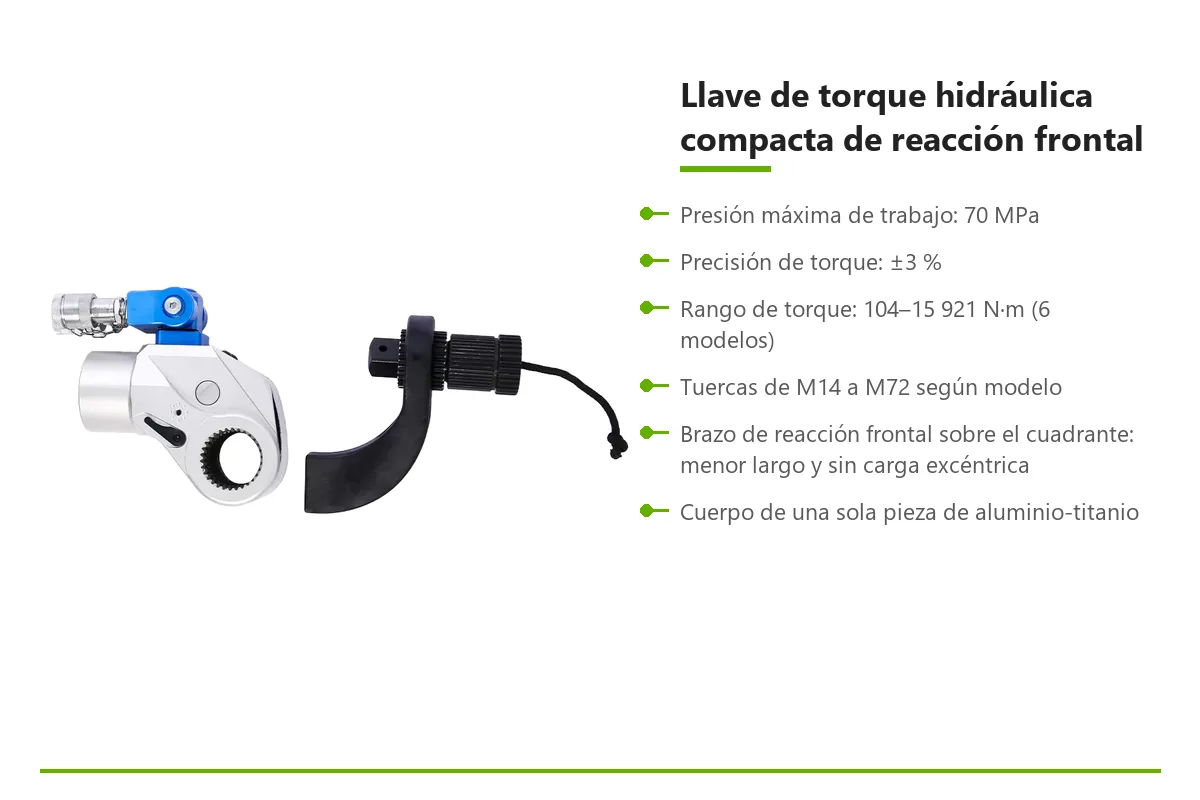 Llave de torque hidráulica
compacta de reacción frontal
Presión máxima de trabajo: 70 MPa
Precisión de torque: ±3 %
Rango de torque: 104–15 921 N·m (6
modelos)
Tuercas de M14 a M72 según modelo
Brazo de reacción frontal sobre el cuadrante:
menor largo y sin carga excéntrica
Cuerpo de una sola pieza de aluminio-titanio